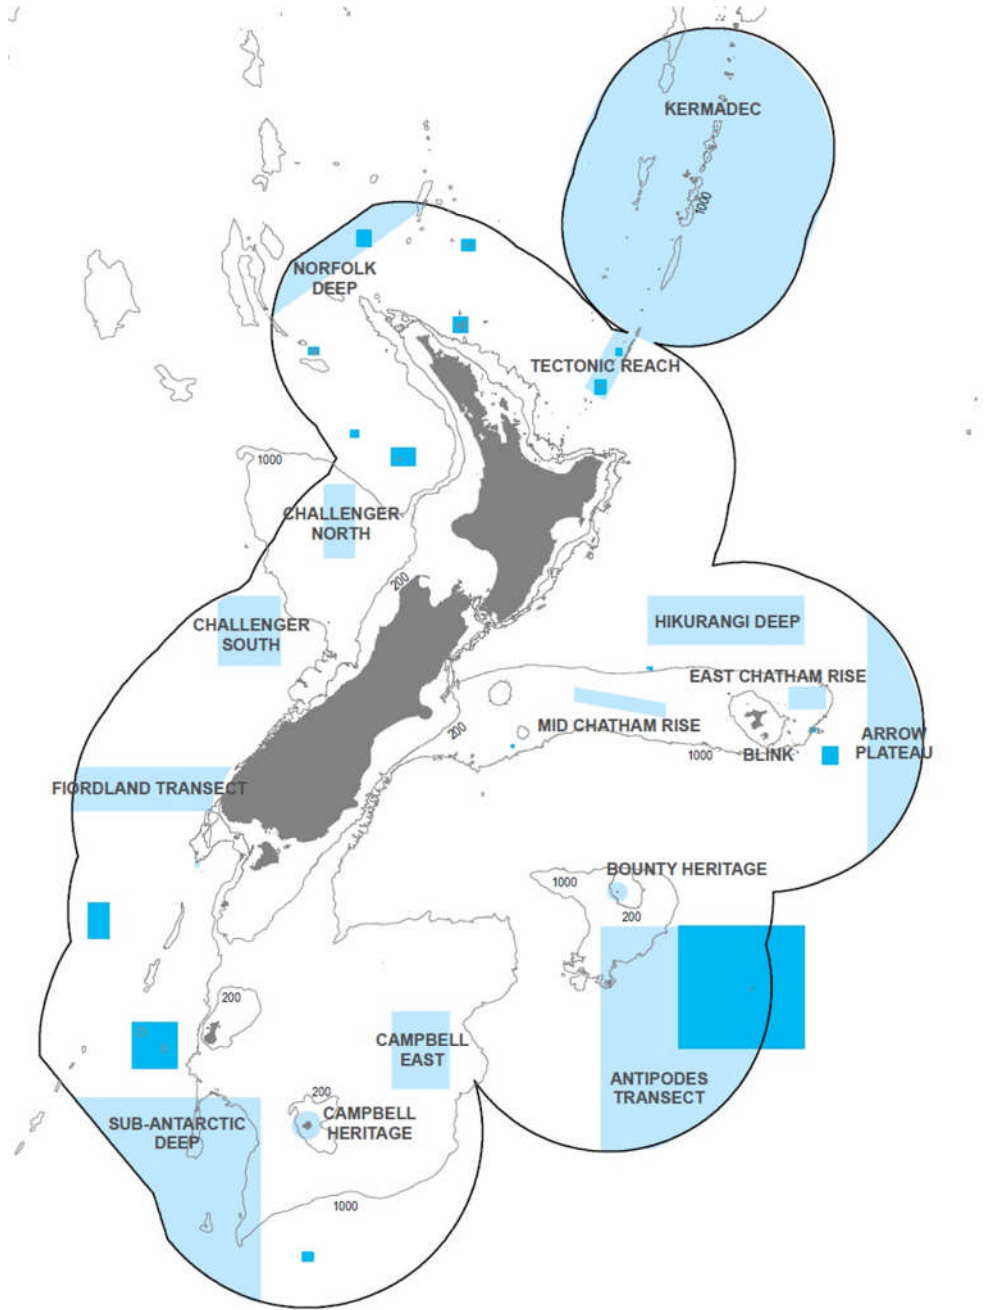 KERMADEC
1000
NORFOLK
DEEP
TECTONIC REACH
1000
CHALLENGER
NORTH
200
CHALLENGER
SOUTH
HIKURANGI DEEP
EAST CHATHAM RISE
MID CHATHAM RISE
200
1000
BLINK
ARROW
PLATEAU
FIORDLAND TRANSECT
BOUNTY HERITAGE
1000
200
200
CAMPBELL
EAST
ANTIPODES
TRANSECT
200
CAMPBELL
HERITAGE
SUB-ANTARCTIC
DEEP
1000